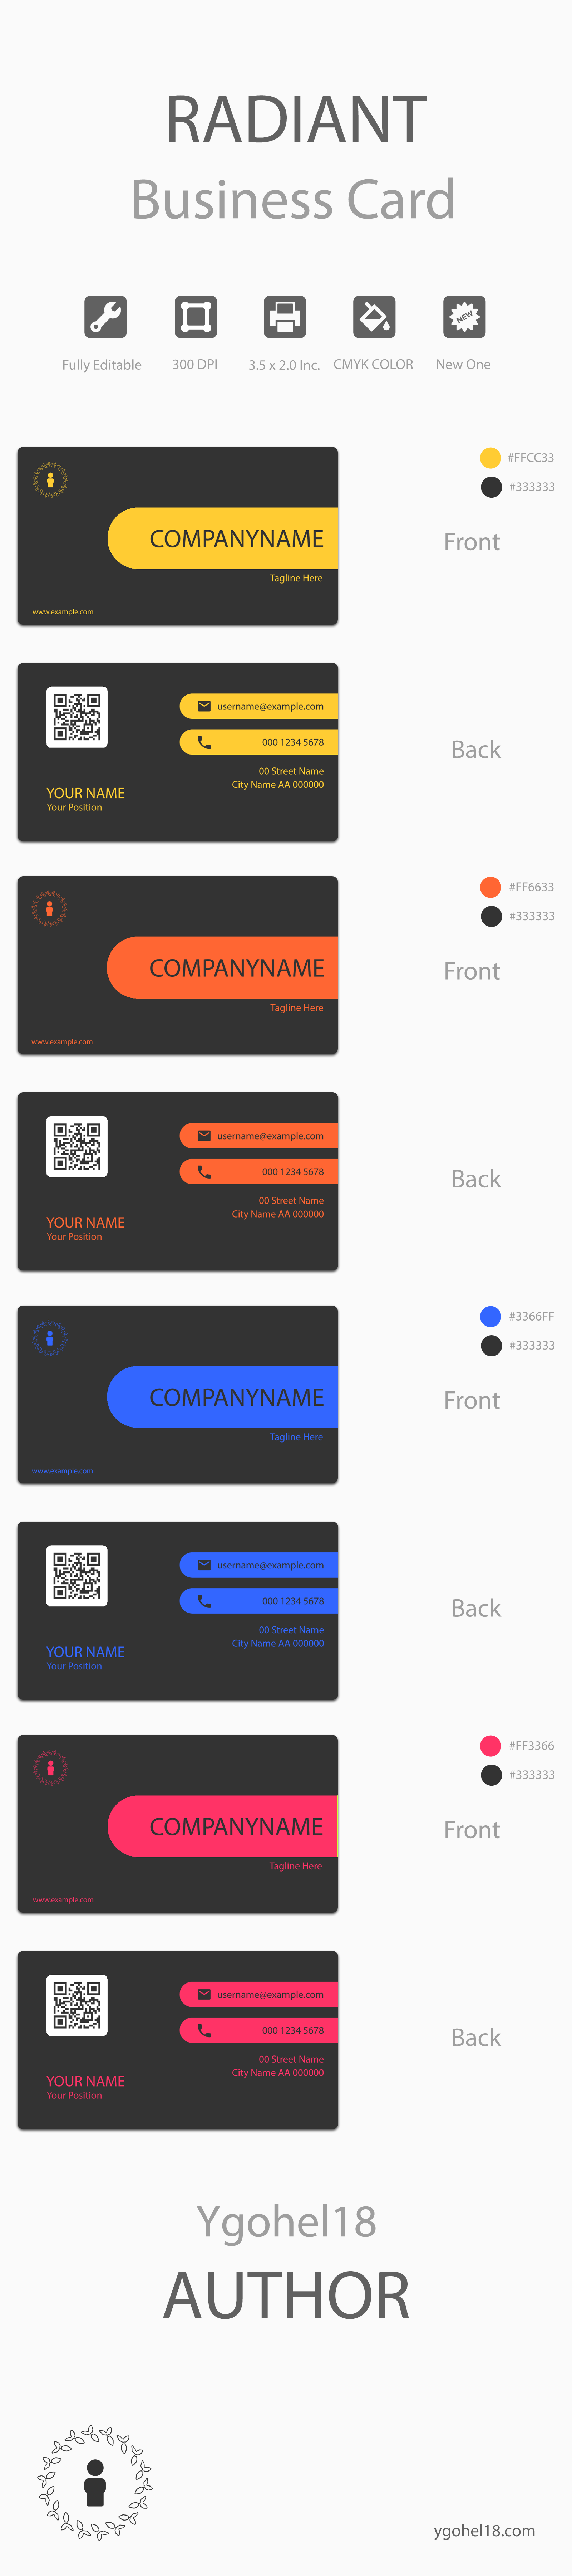 RADIANT
Business Card
NEW
Fully Editable
300 DPI
3.5 x 2.0 Inc.
CMYK COLOR
New One
#FFCC33
#333333
COMPANYNAME
Front
Tagline Here
www.example.com
username@example.com
000 1234 5678
Back
00 Street Name
City Name AA 000000
YOUR NAME
Your Position
#FF6633
#333333
COMPANYNAME
Front
Tagline Here
www.example.com
username@example.com
000 1234 5678
Back
00 Street Name
City Name AA 000000
YOUR NAME
Your Position
#3366FF
#333333
COMPANYNAME
Front
Tagline Here
www.example.com
username@example.com
000 1234 5678
Back
00 Street Name
City Name AA 000000
YOUR NAME
Your Position
#FF3366
#333333
COMPANYNAME
Front
Tagline Here
www.example.com
username@example.com
000 1234 5678
Back
00 Street Name
City Name AA 000000
YOUR NAME
Your Position
Ygohel18
AUTHOR
ygohel18.com